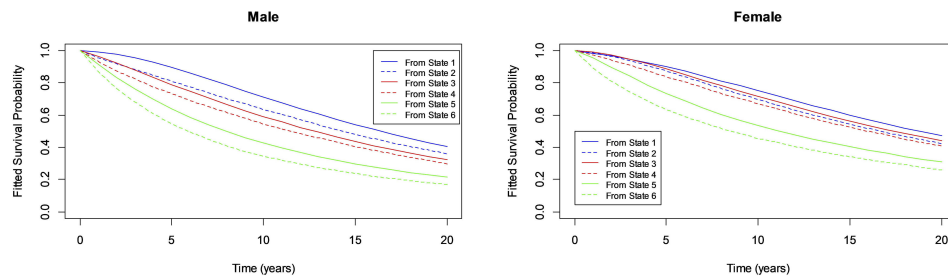 Male
Fitted Survival Probability
1.0
0.8
0.6
0.4
0.2
0.0
From State 1
From State 2
From State 3
From State 4
From State 5
From State 6
0 5 10 15 20
Time (years)
Female
Fitted Survival Probability
1.0
0.8
0.6
0.4
0.2
0.0
From State 1
From State 2
From State 3
From State 4
From State 5
From State 6
0 5 10 15 20
Time (years)